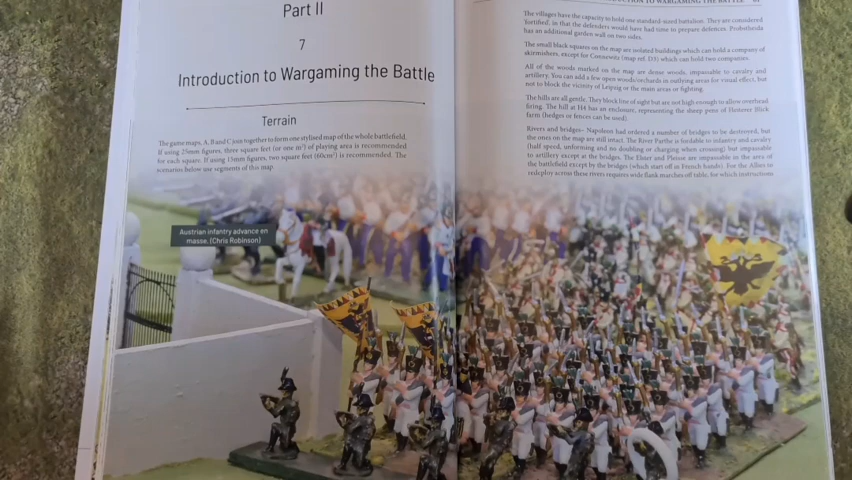 Part II
7
Introduction to Wargaming the Battle
Terrain
The game maps, A, B and C join together to form one stylised map of the whole battlefield.
If using 25mm figures, three square feet (or one m²) of playing area is recommended
for each square. If using 15mm figures, two square feet (60cm²) is recommended. The
scenarios below use segments of this map.
Austrian infantry advance en
masse. (Chris Robinson)
INTRODUCTION TO WARGAMING THE BATTLE
The villages have the capacity to hold one standard-sized battalion. They are considered
'fortified', in that the defenders would have had time to prepare defences. Probstheida
has an additional garden wall on two sides.
The small black squares on the map are isolated buildings which can hold a company of
skirmishers, except for (map ref. D3) which can hold two companies.
All of the woods marked on the map are dense woods, impassable to cavalry and
artillery. You can add a few open woods/orchards in outlying areas for visual effect, but
not to block the vicinity of Leipzig or the main areas or fighting.
The hills are all gentle. They block line of sight but are not high enough to allow overhead
firing. The hill at H4 has an enclosure, representing the sheep pens of Hinterer Blick
farm (hedges or fences can be used).
Rivers and bridges– Napoleon had ordered a number of bridges to be destroyed, but
the ones on the map are still intact. The River Parthe is fordable to infantry and cavalry
(half speed, unforming and no doubling or charging when crossing) but impassable
to artillery except at the bridges. The Elster and Pleisse are impassable in the area of
the battlefield except by the bridges (which start off in French hands). For the Allies to
redeploy across these rivers requires wide flank marches off table, for which instructions